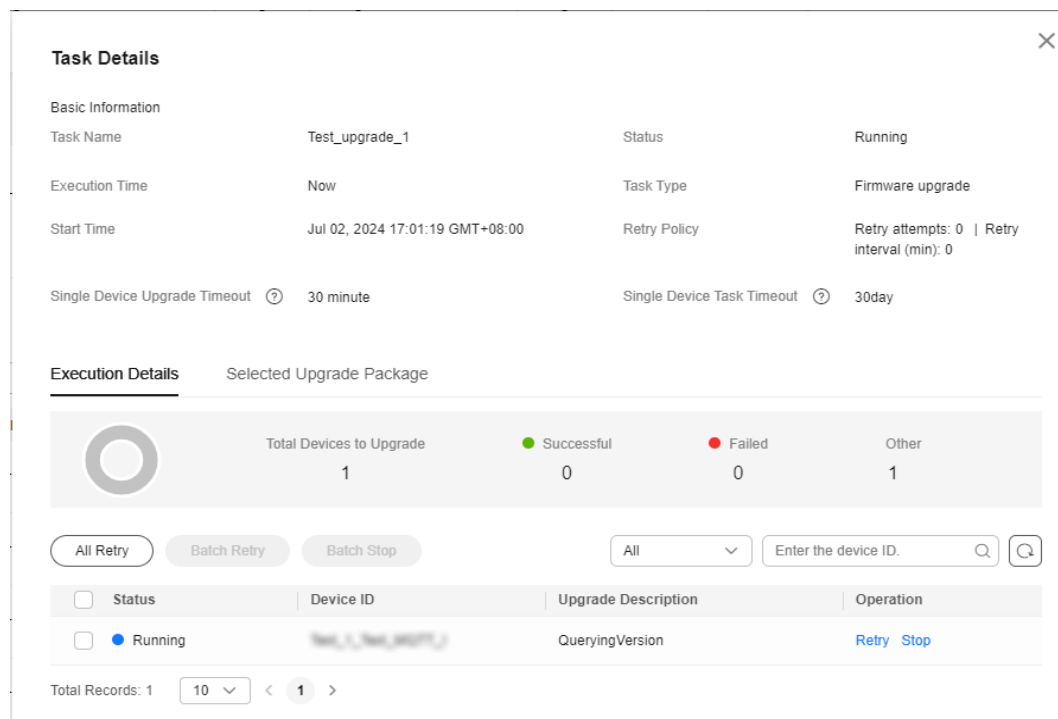 Task Details
Basic Information
Task Name Test_upgrade_1 Status Running
Execution Time Now Task Type Firmware upgrade
Start Time Jul 02, 2024 17:01:19 GMT+08:00 Retry Policy Retry attempts: 0 | Retry
interval (min): 0
Single Device Upgrade Timeout ? 30 minute Single Device Task Timeout ? 30day
Execution Details Selected Upgrade Package
Total Devices to Upgrade Successful Failed Other
1 0 0 1
All Retry Batch Retry Batch Stop All Enter the device ID.
Status Device ID Upgrade Description Operation
Running QueryingVersion Retry Stop
Total Records: 1 10 < 1 >